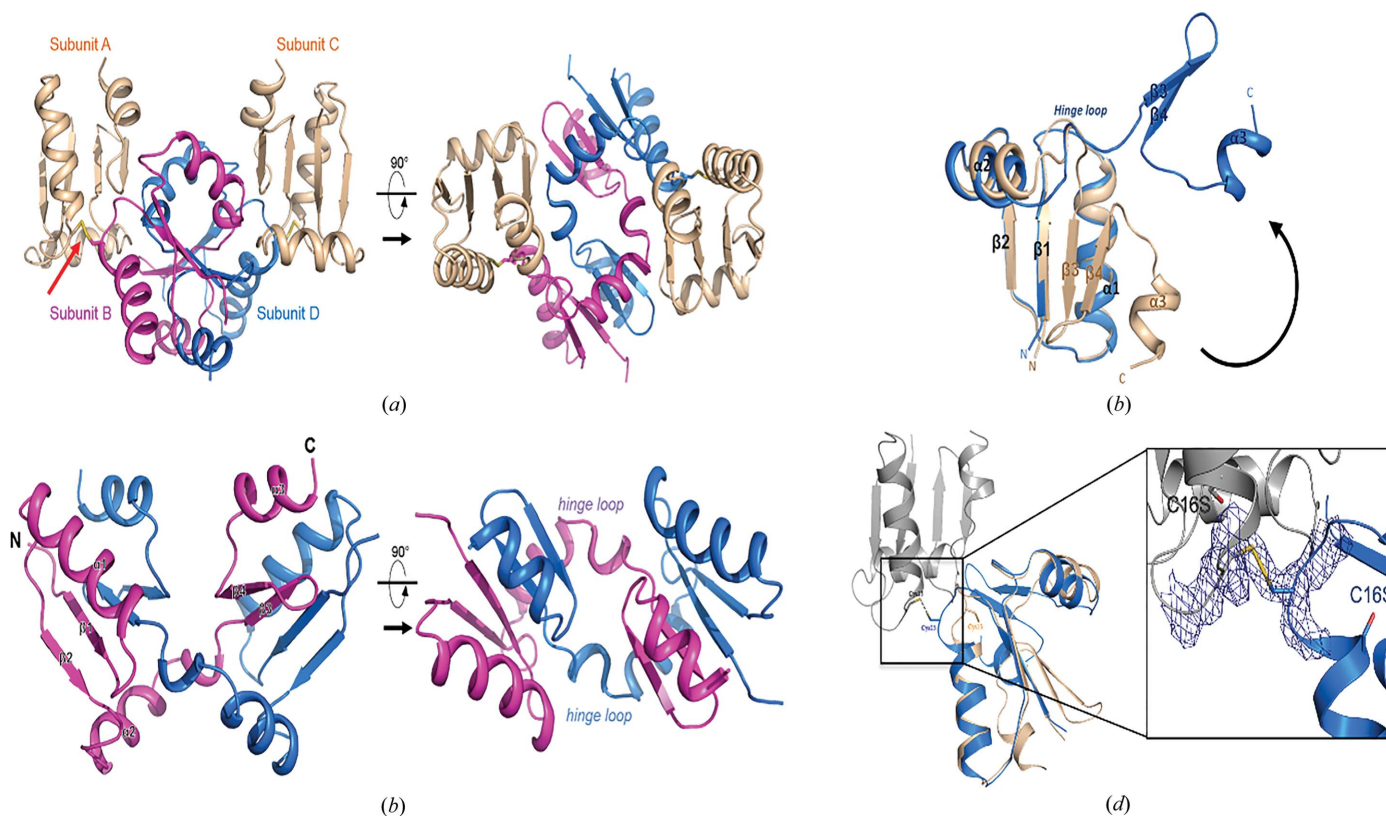 Subunit A
Subunit C
90°
Subunit B
Subunit D
(a)
Hinge loop
β3
β4
C
α3
α2
β2
β1
β3
β4
α1
α3
N
N
C
(b)
C
N
α1
α3
β4
β3
β1
β2
α2
90°
hinge loop
hinge loop
(b)
C16S
C16S
(d)